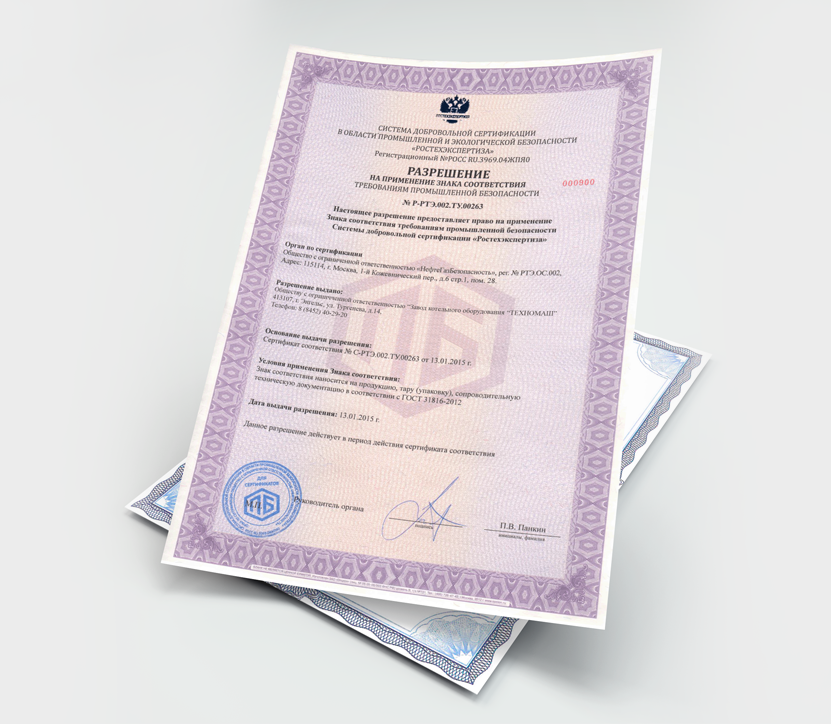 РОСТЕХЭКСПЕРТИЗА
СИСТЕМА ДОБРОВОЛЬНОЙ СЕРТИФИКАЦИИ
В ОБЛАСТИ ПРОМЫШЛЕННОЙ И ЭКОЛОГИЧЕСКОЙ БЕЗОПАСНОСТИ
«РОСТЕХЭКСПЕРТИЗА»
Регистрационный №РОСС RU.З969.04ЖПЯ0
РАЗРЕШЕНИЕ
НА ПРИМЕНЕНИЕ ЗНАКА СООТВЕТСТВИЯ
ТРЕБОВАНИЯМ ПРОМЫШЛЕННОЙ БЕЗОПАСНОСТИ
000900
№ Р-РТЭ.002.ТУ.00263
Настоящее разрешение предоставляет право на применение
Знака соответствия требованиям промышленной безопасности
Системы добровольной сертификации «Ростехэкспертиза»
Орган по сертификации
Общество с ограниченной ответственностью «НефтеГазБезопасность», рег. № РТЭ.ОС.002,
Адрес: 115114, г. Москва, 1-й Кожевнический пер., д.6 стр.1, пом. 28.
Разрешение выдано:
Обществу с ограниченной ответственностью "Завод котельного оборудования "ТЕХНОМАШ"
413107, г. Энгельс, ул. Тургенева, д.14.
Телефон: 8 (8452) 40-29-20
Основание выдачи разрешения:
Сертификат соответствия № С-РТЭ.002.ТУ.00263 от 13.01.2015 г.
Условия применения Знака соответствия:
Знак соответствия наносится на продукцию, тару (упаковку), сопроводительную
техническую документацию в соответствии с ГОСТ 31816-2012
Дата выдачи разрешения: 13.01.2015 г.
Данное разрешение действует в период действия сертификата соответствия
ДЛЯ
СЕРТИФИКАТОВ
ПБ
М.П.
Руководитель органа
подпись
П.В. Панкин
инициалы, фамилия